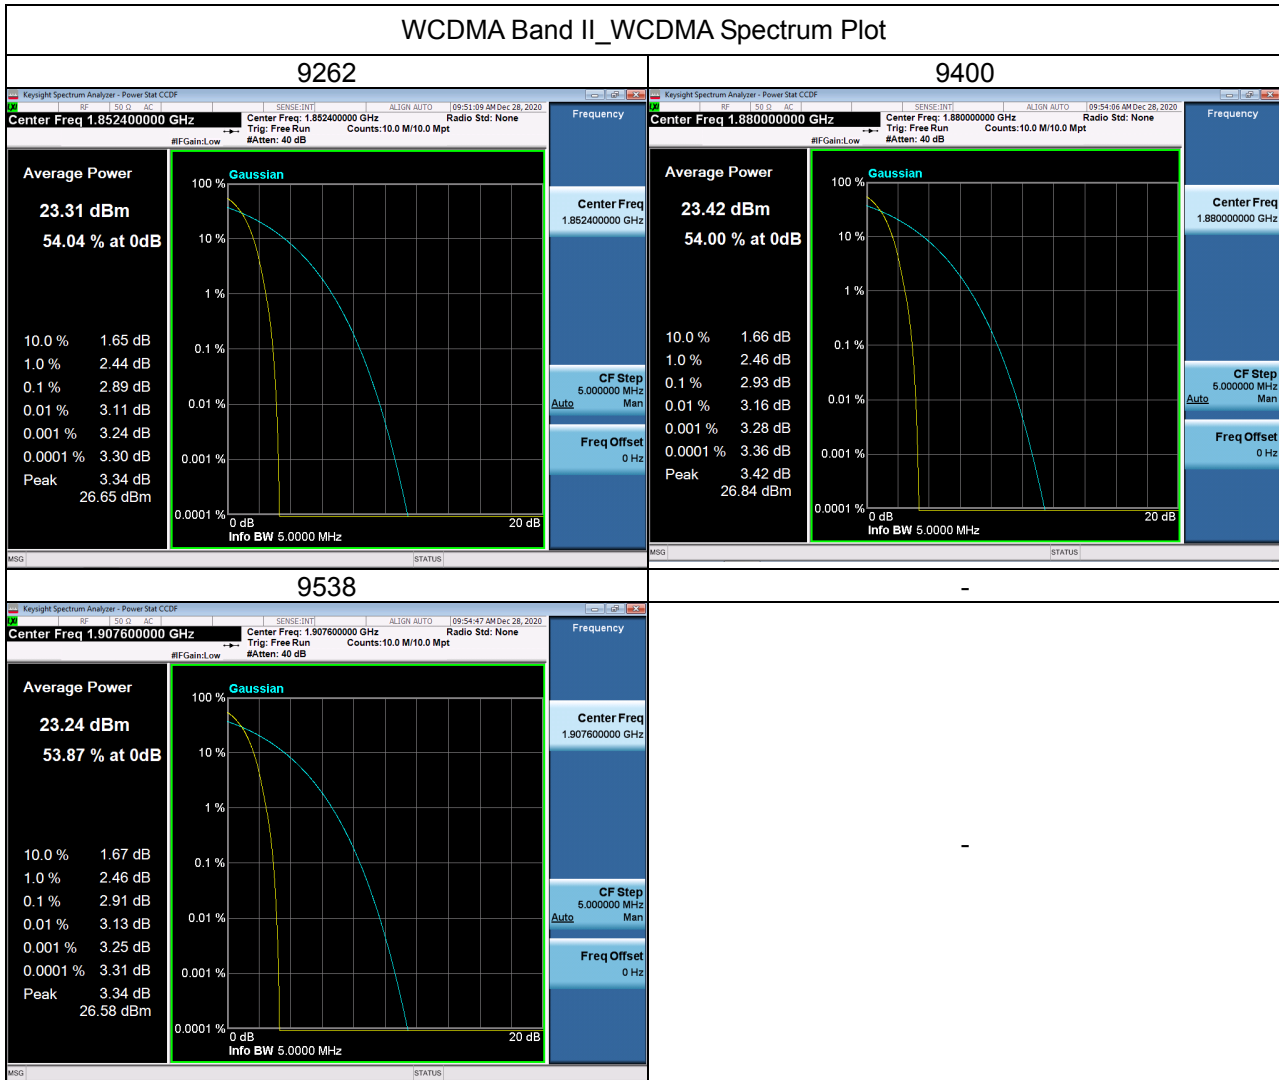 WCDMA Band II_WCDMA Spectrum Plot
9262
9400
Keysight Spectrum Analyzer - Power Stat CCDF
RF 50 Ω AC SENSE:INT ALIGN AUTO 09:51:09 AM Dec 28, 2020
Center Freq 1.852400000 GHz
Center Freq: 1.852400000 GHz Radio Std: None
Trig: Free Run Counts:10.0 M/10.0 Mpt
#IFGain:Low #Atten: 40 dB
Frequency
Average Power
23.31 dBm
54.04 % at 0dB
10.0 % 1.65 dB
1.0 % 2.44 dB
0.1 % 2.89 dB
0.01 % 3.11 dB
0.001 % 3.24 dB
0.0001 % 3.30 dB
Peak 3.34 dB
26.65 dBm
Gaussian
100 %
10 %
1 %
0.1 %
0.01 %
0.001 %
0.0001 %
0 dB 20 dB
Info BW 5.0000 MHz
Center Freq
1.852400000 GHz
CF Step
5.000000 MHz
Auto Man
Freq Offset
0 Hz
MSG STATUS
Keysight Spectrum Analyzer - Power Stat CCDF
RF 50 Ω AC SENSE:INT ALIGN AUTO 09:54:06 AM Dec 28, 2020
Center Freq 1.880000000 GHz
Center Freq: 1.880000000 GHz Radio Std: None
Trig: Free Run Counts:10.0 M/10.0 Mpt
#IFGain:Low #Atten: 40 dB
Frequency
Average Power
23.42 dBm
54.00 % at 0dB
10.0 % 1.66 dB
1.0 % 2.46 dB
0.1 % 2.93 dB
0.01 % 3.16 dB
0.001 % 3.28 dB
0.0001 % 3.36 dB
Peak 3.42 dB
26.84 dBm
Gaussian
100 %
10 %
1 %
0.1 %
0.01 %
0.001 %
0.0001 %
0 dB 20 dB
Info BW 5.0000 MHz
Center Freq
1.880000000 GHz
CF Step
5.000000 MHz
Auto Man
Freq Offset
0 Hz
MSG STATUS
9538
-
Keysight Spectrum Analyzer - Power Stat CCDF
RF 50 Ω AC SENSE:INT ALIGN AUTO 09:54:47 AM Dec 28, 2020
Center Freq 1.907600000 GHz
Center Freq: 1.907600000 GHz Radio Std: None
Trig: Free Run Counts:10.0 M/10.0 Mpt
#IFGain:Low #Atten: 40 dB
Frequency
Average Power
23.24 dBm
53.87 % at 0dB
10.0 % 1.67 dB
1.0 % 2.46 dB
0.1 % 2.91 dB
0.01 % 3.13 dB
0.001 % 3.25 dB
0.0001 % 3.31 dB
Peak 3.34 dB
26.58 dBm
Gaussian
100 %
10 %
1 %
0.1 %
0.01 %
0.001 %
0.0001 %
0 dB 20 dB
Info BW 5.0000 MHz
Center Freq
1.907600000 GHz
CF Step
5.000000 MHz
Auto Man
Freq Offset
0 Hz
MSG STATUS
-